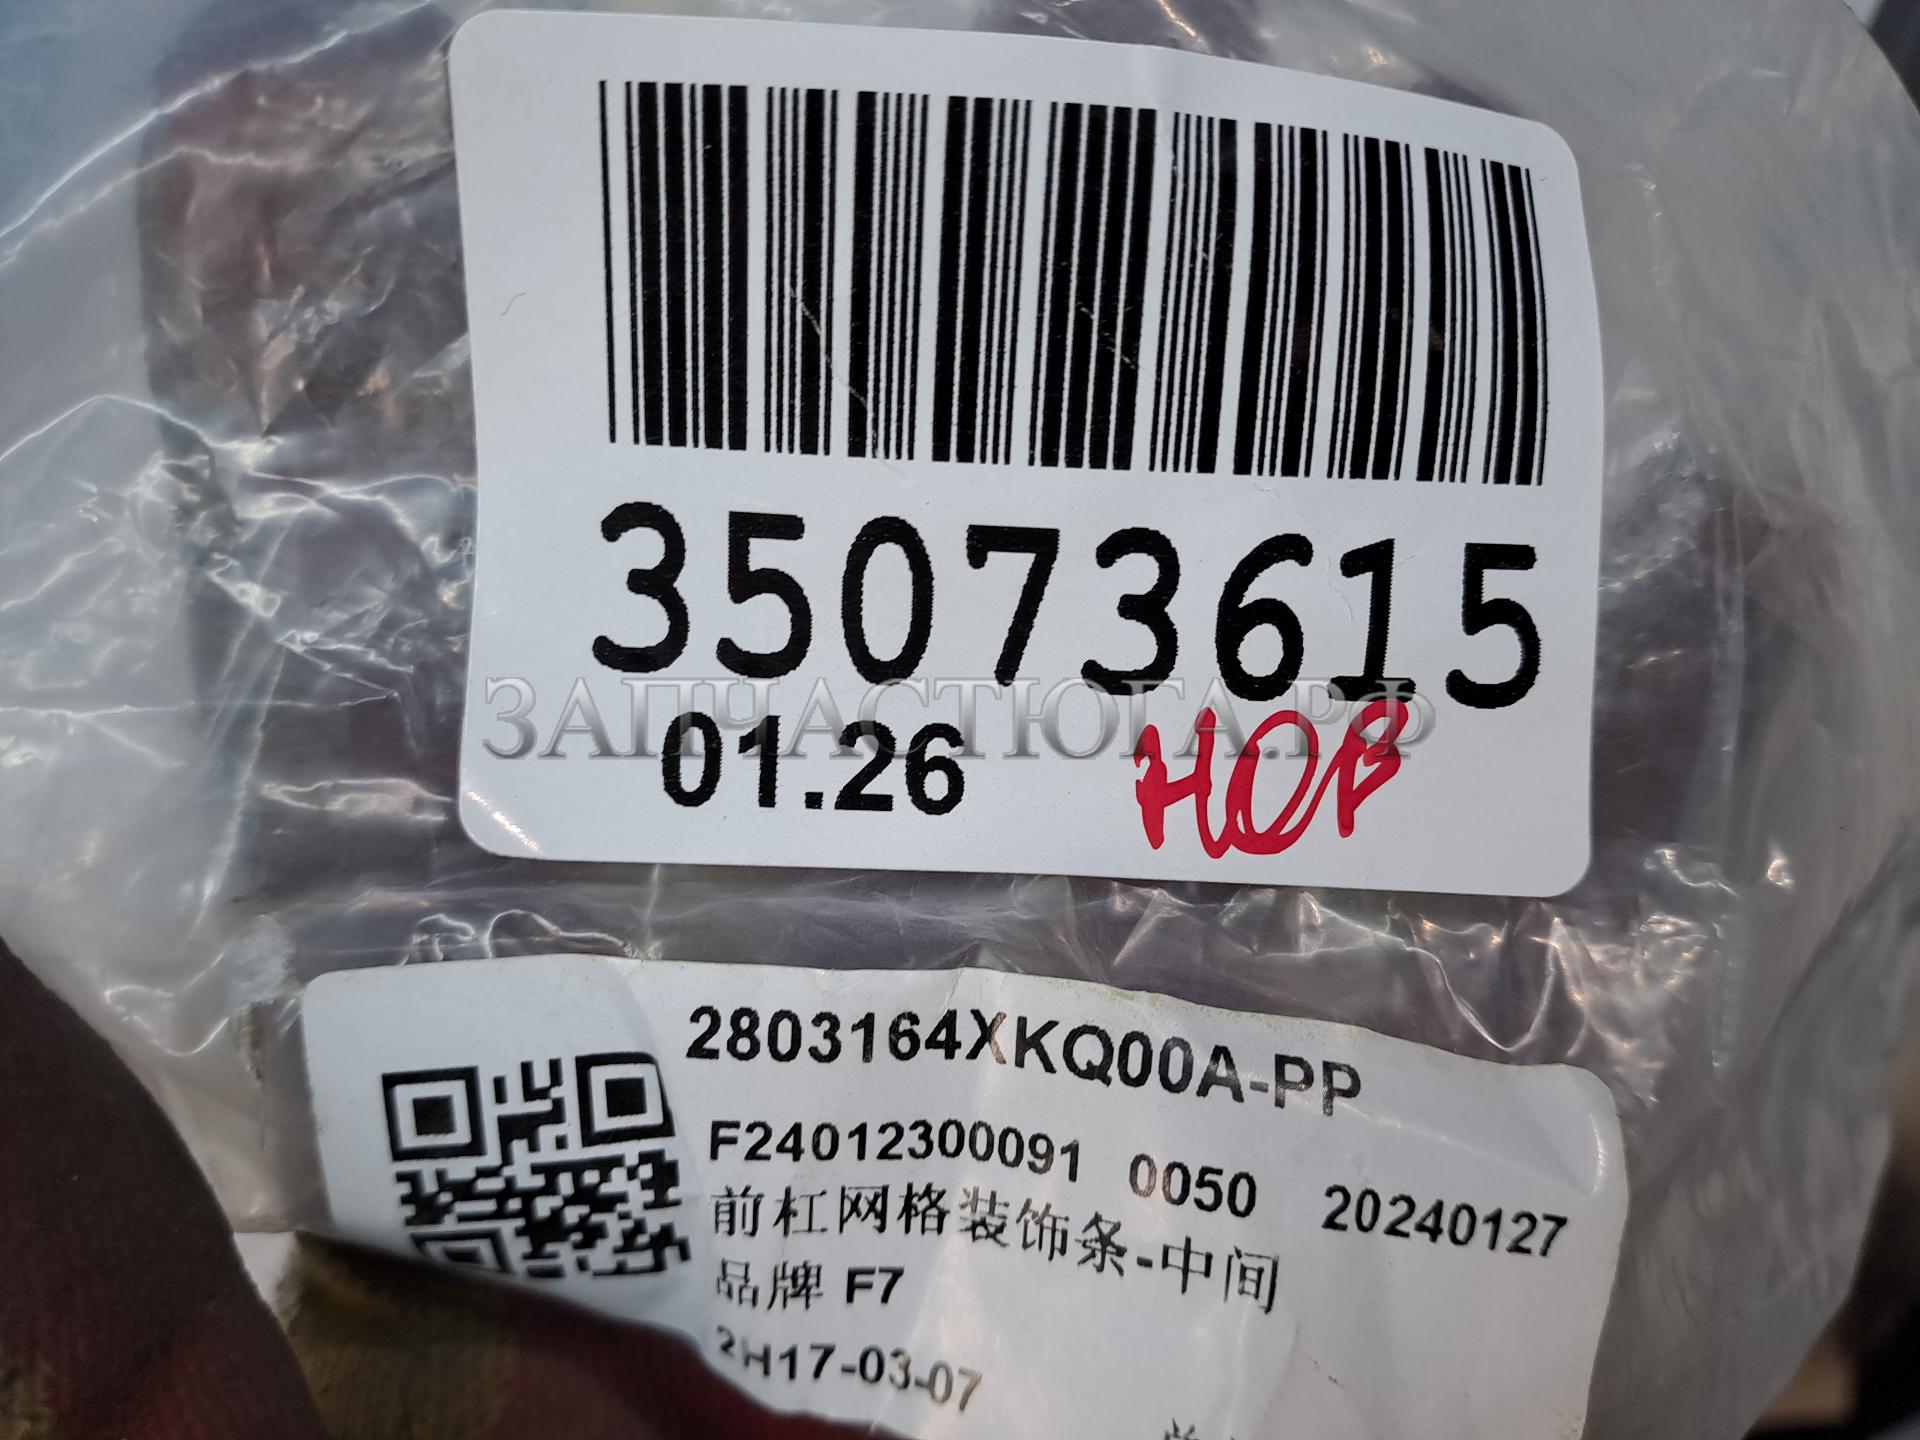 35073615
ЗАПЧАСТЮГА.РФ
01.26 НОВ
2803164XKQ00A-PP
F24012300091 0050 20240127
前杠网格装饰条-中间
品牌 F7
2H17-03-07